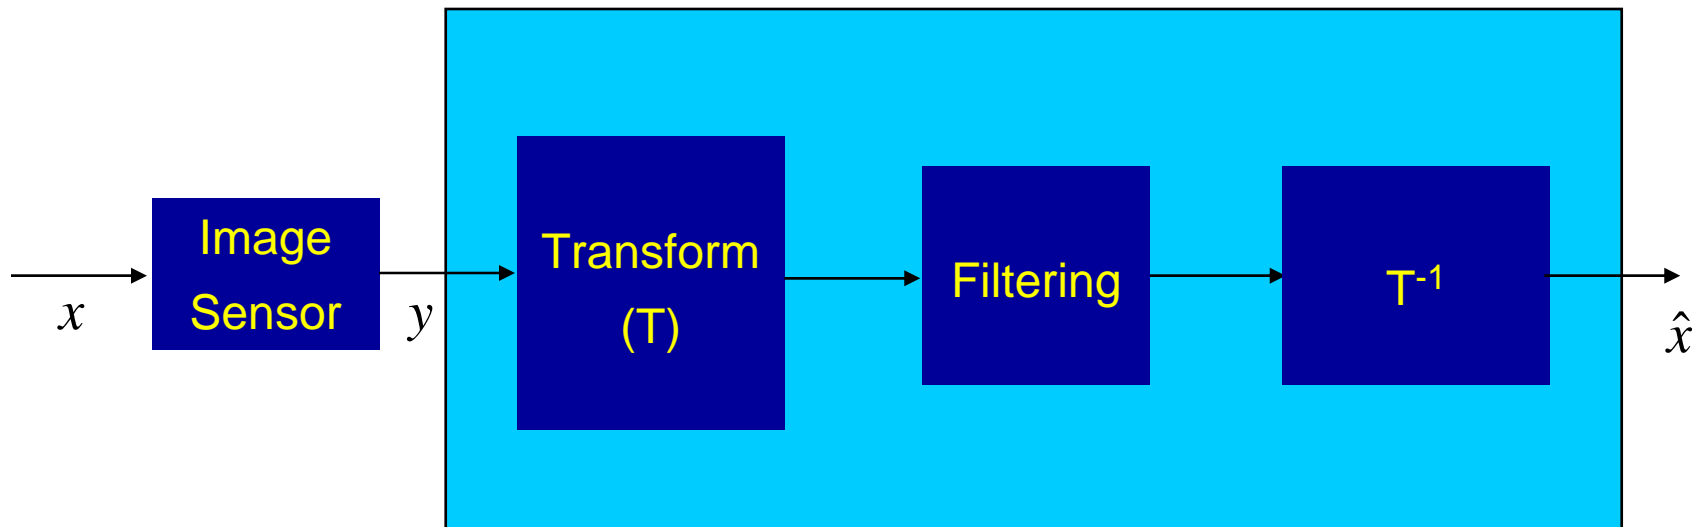 x
Image
Sensor
y
Transform
(T)
Filtering
T⁻¹
x̂